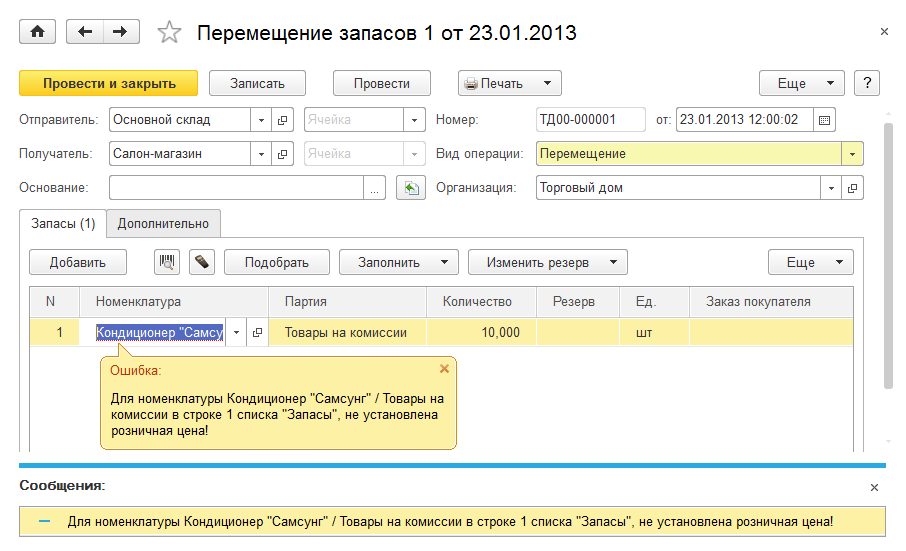 Перемещение запасов 1 от 23.01.2013
Провести и закрыть Записать Провести Печать Еще ?
Отправитель: Основной склад Ячейка Номер: ТД00-000001 от: 23.01.2013 12:00:02
Получатель: Салон-магазин Ячейка Вид операции: Перемещение
Основание: ... Организация: Торговый дом
Запасы (1) Дополнительно
Добавить Подобрать Заполнить Изменить резерв Еще
N Номенклатура Партия Количество Резерв Ед. Заказ покупателя
1 Кондиционер "Самсу Товары на комиссии 10,000 шт
Ошибка:
Для номенклатуры Кондиционер "Самсунг" / Товары на
комиссии в строке 1 списка "Запасы", не установлена
розничная цена!
Сообщения:
Для номенклатуры Кондиционер "Самсунг" / Товары на комиссии в строке 1 списка "Запасы", не установлена розничная цена!